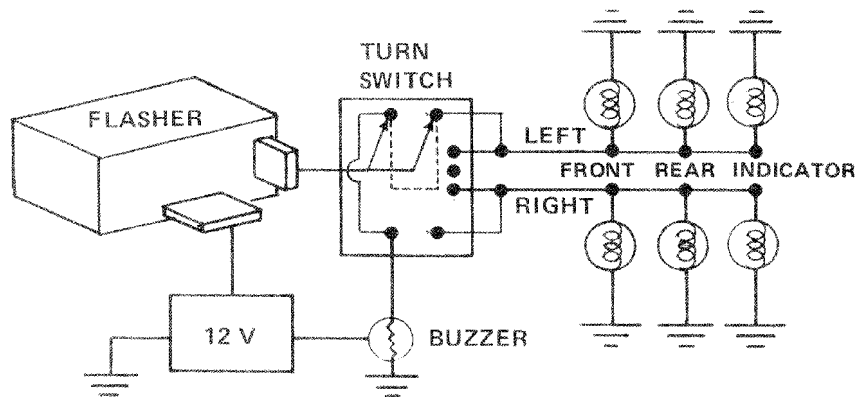 TURN
SWITCH
FLASHER
LEFT
FRONT REAR INDICATOR
RIGHT
12 V
BUZZER